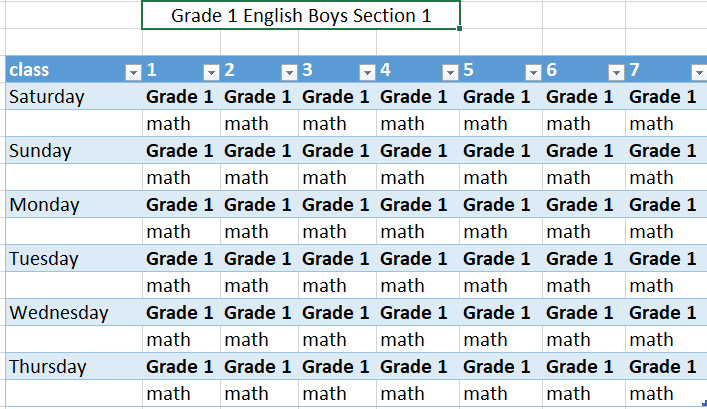 Grade 1 English Boys Section 1
class 1 2 3 4 5 6 7
Saturday Grade 1 Grade 1 Grade 1 Grade 1 Grade 1 Grade 1 Grade 1
math math math math math math math
Sunday Grade 1 Grade 1 Grade 1 Grade 1 Grade 1 Grade 1 Grade 1
math math math math math math math
Monday Grade 1 Grade 1 Grade 1 Grade 1 Grade 1 Grade 1 Grade 1
math math math math math math math
Tuesday Grade 1 Grade 1 Grade 1 Grade 1 Grade 1 Grade 1 Grade 1
math math math math math math math
Wednesday Grade 1 Grade 1 Grade 1 Grade 1 Grade 1 Grade 1 Grade 1
math math math math math math math
Thursday Grade 1 Grade 1 Grade 1 Grade 1 Grade 1 Grade 1 Grade 1
math math math math math math math